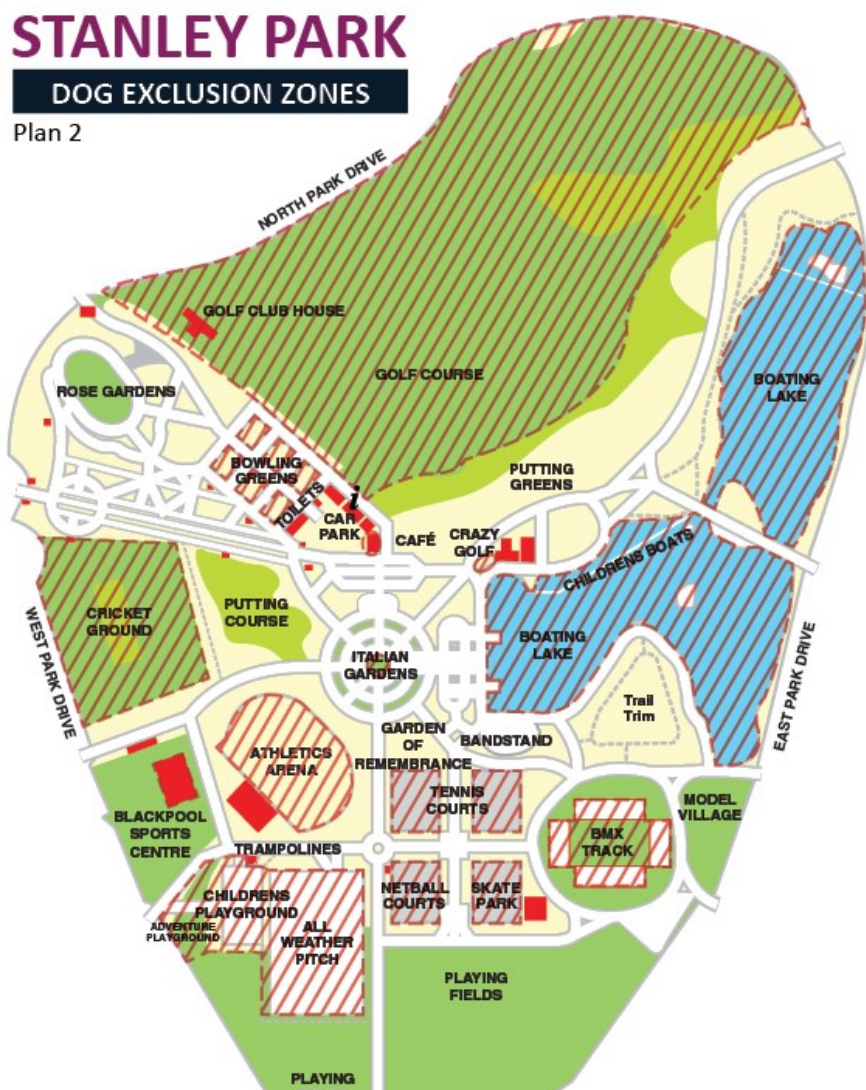 STANLEY PARK
DOG EXCLUSION ZONES
Plan 2
NORTH PARK DRIVE
GOLF CLUB HOUSE
GOLF COURSE
ROSE GARDENS
BOATING
LAKE
BOWLING
GREENS
TOILETS
i
CAR
PARK
CAFÉ
PUTTING
GREENS
CRAZY
GOLF
CHILDRENS BOATS
CRICKET
GROUND
PUTTING
COURSE
WEST PARK DRIVE
ITALIAN
GARDENS
BOATING
LAKE
EAST PARK DRIVE
Trail
Trim
GARDEN
OF
REMEMBRANCE
BANDSTAND
ATHLETICS
ARENA
TENNIS
COURTS
MODEL
VILLAGE
BLACKPOOL
SPORTS
CENTRE
BMX
TRACK
TRAMPOLINES
CHILDRENS
PLAYGROUND
NETBALL
COURTS
SKATE
PARK
ADVENTURE
PLAYGROUND
ALL
WEATHER
PITCH
PLAYING
FIELDS
PLAYING